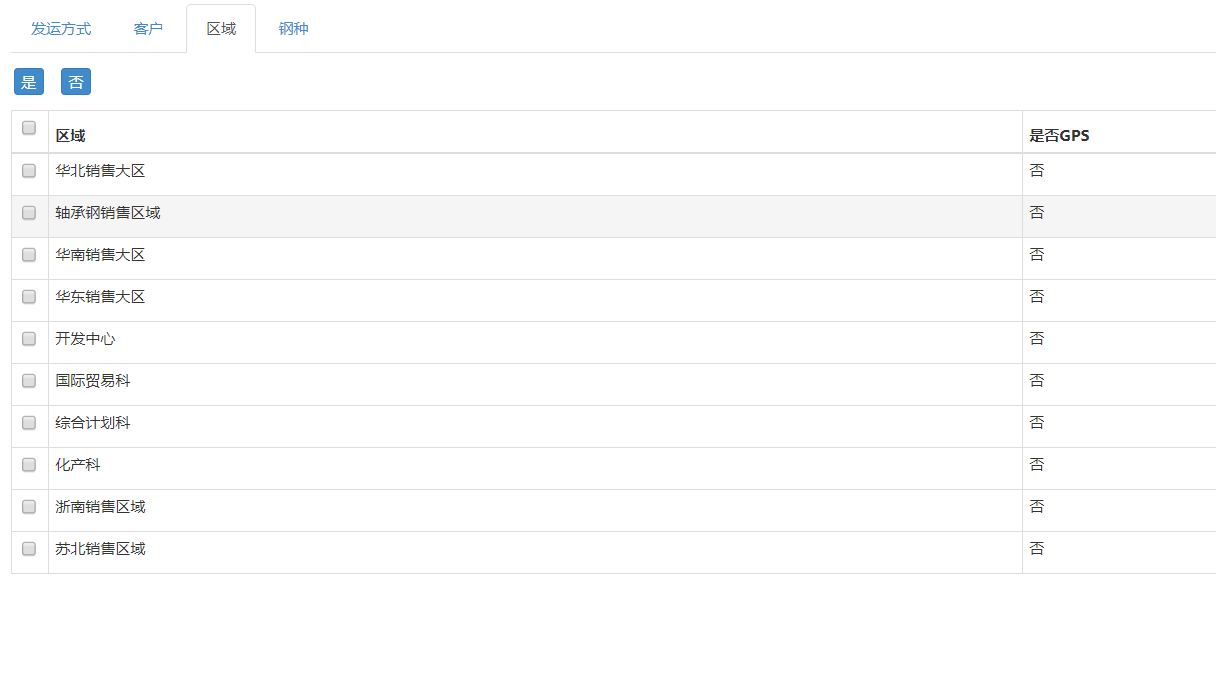 发运方式 客户 区域 钢种
是 否
区域 是否GPS
华北销售大区 否
轴承钢销售区域 否
华南销售大区 否
华东销售大区 否
开发中心 否
国际贸易科 否
综合计划科 否
化产科 否
浙南销售区域 否
苏北销售区域 否